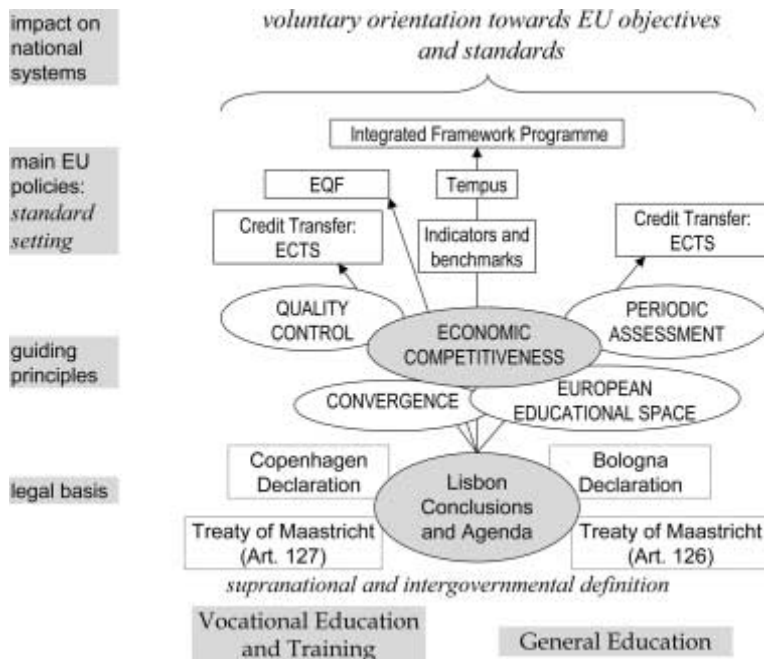 impact on
national
systems
voluntary orientation towards EU objectives
and standards
Integrated Framework Programme
main EU
policies:
standard
setting
EQF
Tempus
Credit Transfer:
ECTS
Indicators and
benchmarks
Credit Transfer:
ECTS
QUALITY
CONTROL
PERIODIC
ASSESSMENT
ECONOMIC
COMPETITIVENESS
guiding
principles
CONVERGENCE
EUROPEAN
EDUCATIONAL SPACE
legal basis
Copenhagen
Declaration
Lisbon
Conclusions
and Agenda
Bologna
Declaration
Treaty of Maastricht
(Art. 127)
Treaty of Maastricht
(Art. 126)
supranational and intergovernmental definition
Vocational Education
and Training
General Education